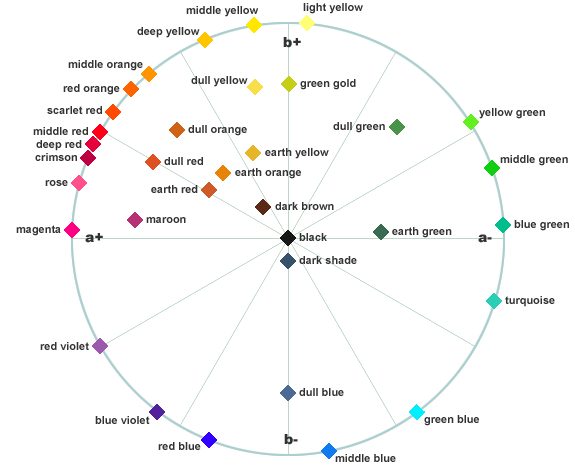 light yellow
middle yellow
deep yellow
b+
middle orange
dull yellow
green gold
red orange
scarlet red
yellow green
middle red
dull orange
dull green
deep red
crimson
earth yellow
middle green
dull red
earth orange
rose
earth red
dark brown
maroon
magenta
a+
black
earth green
a-
blue green
dark shade
turquoise
red violet
dull blue
blue violet
green blue
red blue
b-
middle blue